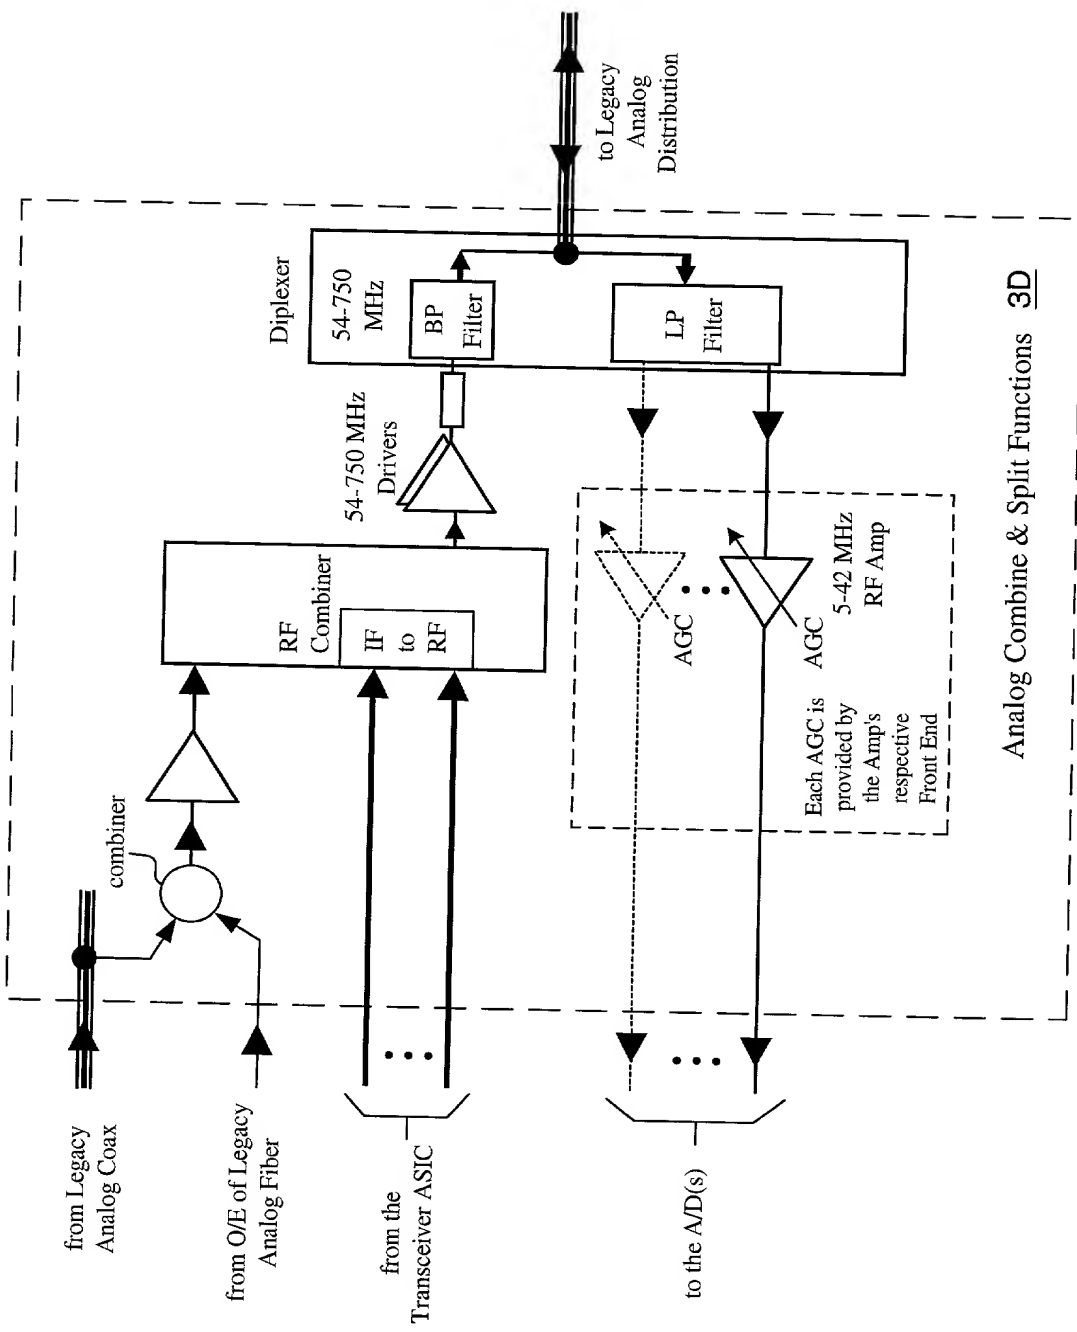 from Legacy
Analog Coax
from O/E of Legacy
Analog Fiber
from the
Transceiver ASIC
to the A/D(s)
combiner
RF
Combiner
IF
to
RF
54-750 MHz
Drivers
Diplexer
54-750
MHz
BP
Filter
LP
Filter
to Legacy
Analog
Distribution
AGC
AGC
5-42 MHz
RF Amp
Each AGC is
provided by
the Amp's
respective
Front End
Analog Combine & Split Functions 3D